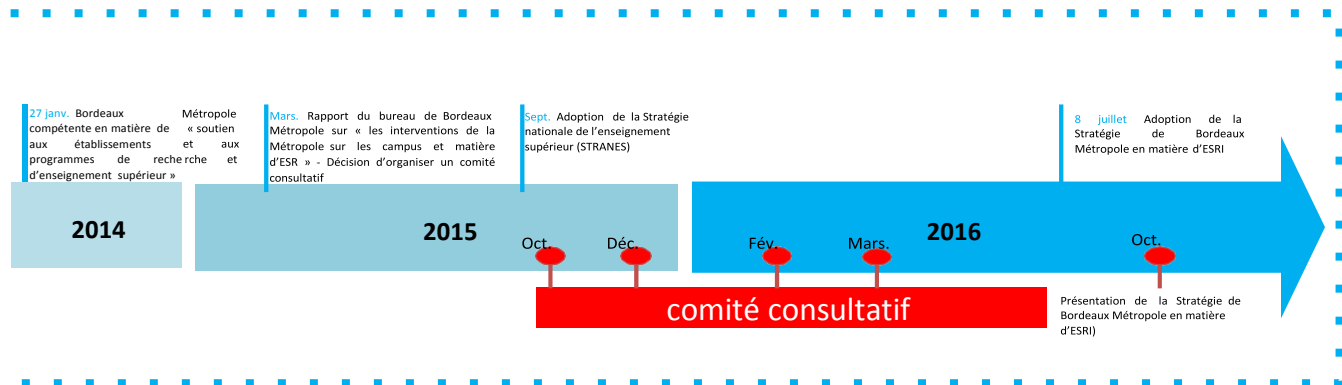 27 janv. Bordeaux Métropole
compétente en matière de « soutien
aux établissements et aux
programmes de recherche et
d'enseignement supérieur »
Mars. Rapport du bureau de Bordeaux
Métropole sur « les interventions de la
Métropole sur les campus et matière
d'ESR » - Décision d'organiser un comité
consultatif
Sept. Adoption de la Stratégie
nationale de l'enseignement
supérieur (STRANES)
8 juillet Adoption de la
Stratégie de Bordeaux
Métropole en matière d'ESRI
2014
2015
2016
Oct.
Déc.
Fév.
Mars.
Oct.
comité consultatif
Présentation de la Stratégie de
Bordeaux Métropole en matière
d'ESRI)